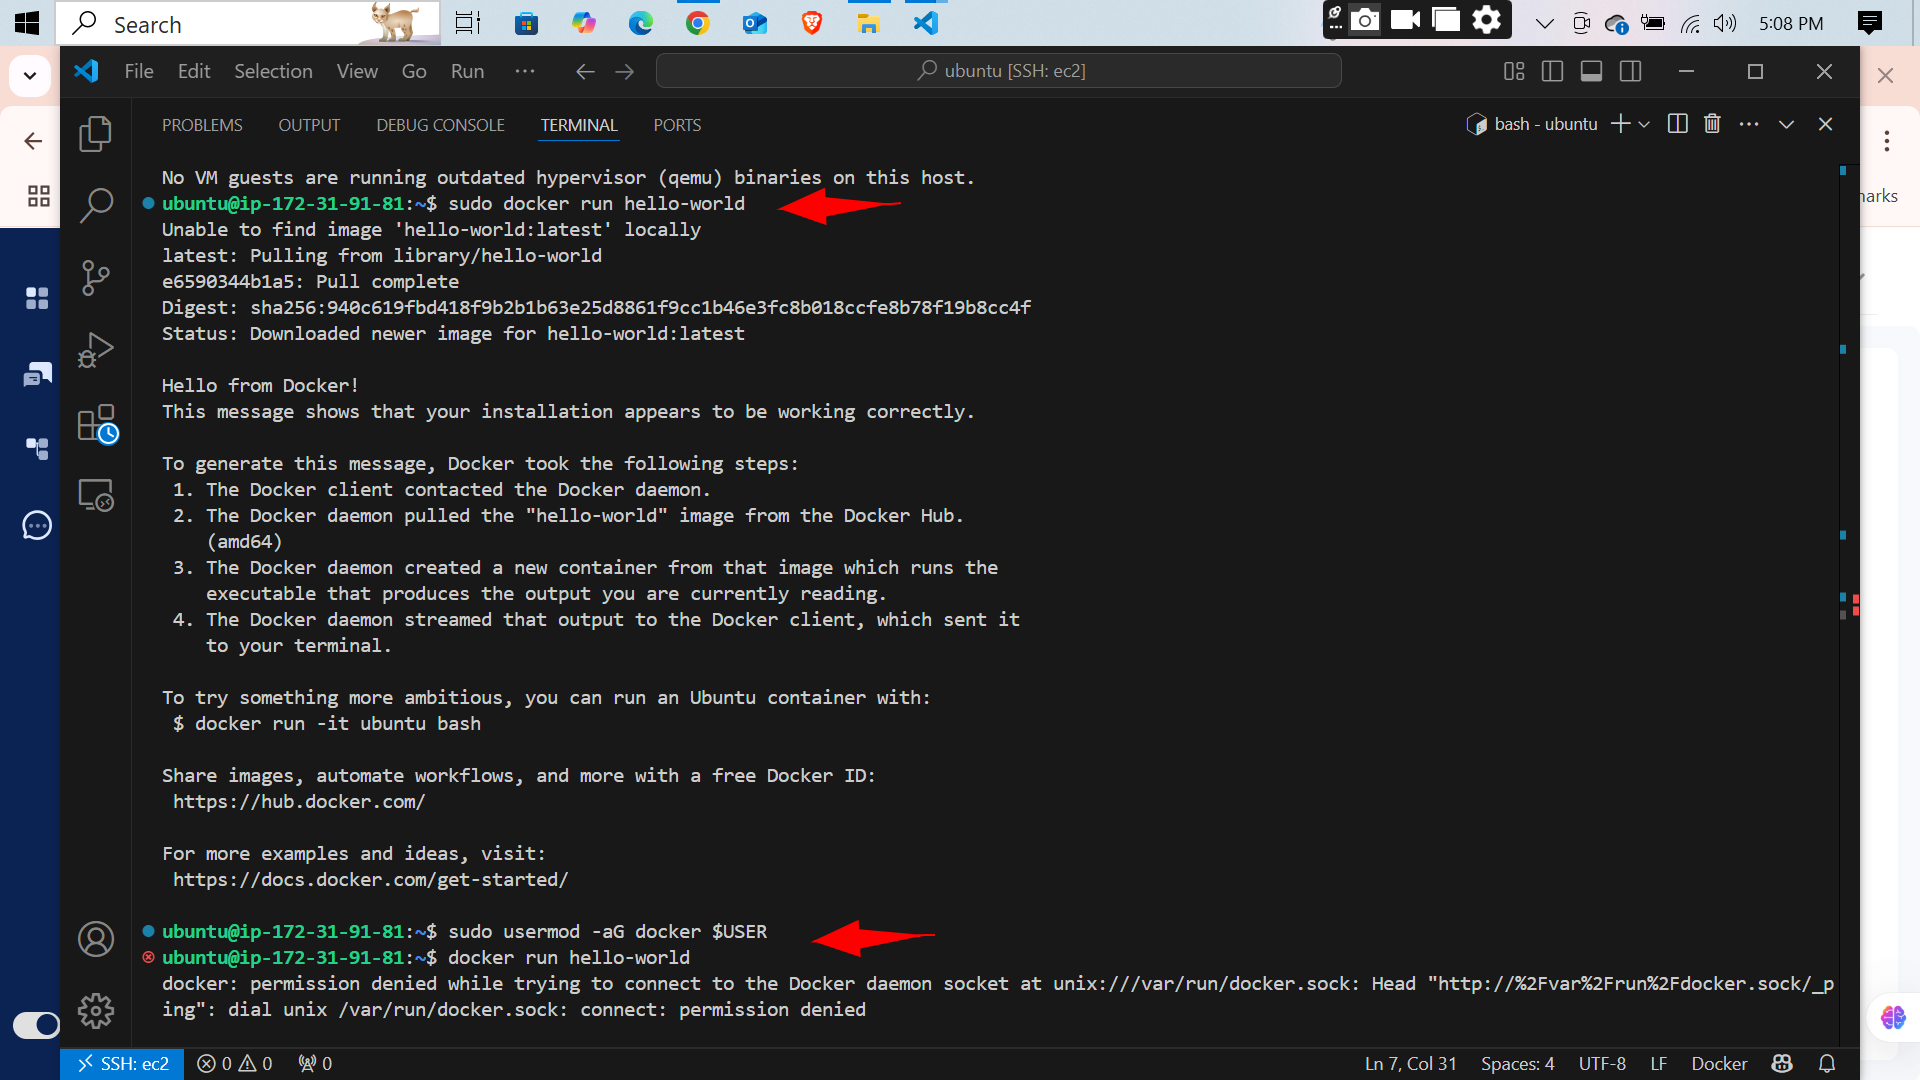 Search
5:08 PM
File Edit Selection View Go Run ···
ubuntu [SSH: ec2]
PROBLEMS OUTPUT DEBUG CONSOLE TERMINAL PORTS
bash - ubuntu
No VM guests are running outdated hypervisor (qemu) binaries on this host.
ubuntu@ip-172-31-91-81:~$ sudo docker run hello-world
Unable to find image 'hello-world:latest' locally
latest: Pulling from library/hello-world
e6590344b1a5: Pull complete
Digest: sha256:940c619fbd418f9b2b1b63e25d8861f9cc1b46e3fc8b018ccfe8b78f19b8cc4f
Status: Downloaded newer image for hello-world:latest
Hello from Docker!
This message shows that your installation appears to be working correctly.
To generate this message, Docker took the following steps:
1. The Docker client contacted the Docker daemon.
2. The Docker daemon pulled the "hello-world" image from the Docker Hub.
(amd64)
3. The Docker daemon created a new container from that image which runs the
executable that produces the output you are currently reading.
4. The Docker daemon streamed that output to the Docker client, which sent it
to your terminal.
To try something more ambitious, you can run an Ubuntu container with:
$ docker run -it ubuntu bash
Share images, automate workflows, and more with a free Docker ID:
https://hub.docker.com/
For more examples and ideas, visit:
https://docs.docker.com/get-started/
ubuntu@ip-172-31-91-81:~$ sudo usermod -aG docker $USER
ubuntu@ip-172-31-91-81:~$ docker run hello-world
docker: permission denied while trying to connect to the Docker daemon socket at unix:///var/run/docker.sock: Head "http://%2Fvar%2Frun%2Fdocker.sock/_p
ing": dial unix /var/run/docker.sock: connect: permission denied
SSH: ec2 0 0 0
Ln 7, Col 31 Spaces: 4 UTF-8 LF Docker